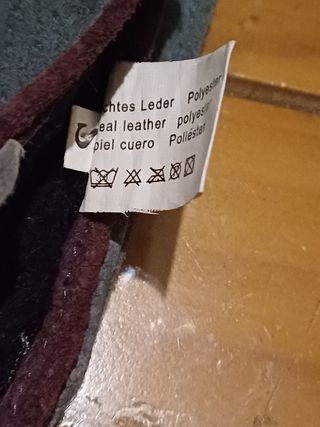 chtes Leder Polyester
eal leather polyester
piel cuero Poliéster